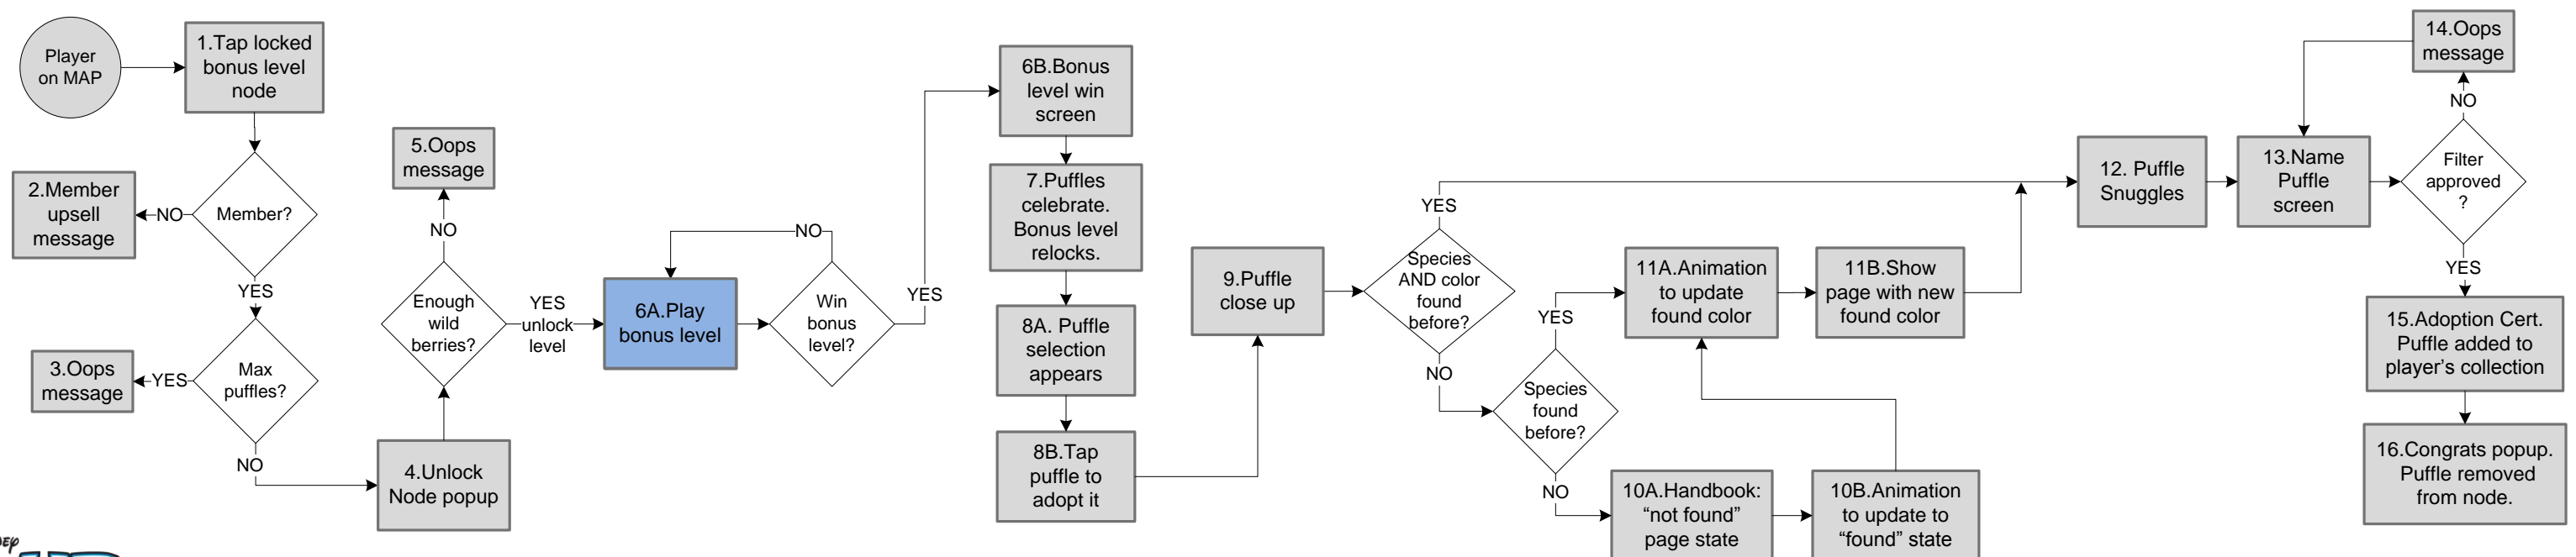 Player
on MAP
1.Tap locked
bonus level
node
Member?
NO
2.Member
upsell
message
YES
Max
puffles?
YES
3.Oops
message
NO
4.Unlock
Node popup
Enough
wild
berries?
NO
5.Oops
message
YES
unlock
level
6A.Play
bonus level
Win
bonus
level?
NO
YES
6B.Bonus
level win
screen
7.Puffles
celebrate.
Bonus level
relocks.
8A. Puffle
selection
appears
8B.Tap
puffle to
adopt it
9.Puffle
close up
Species
AND color
found
before?
YES
NO
Species
found
before?
YES
NO
10A.Handbook:
“not found”
page state
10B.Animation
to update to
“found” state
11A.Animation
to update
found color
11B.Show
page with new
found color
12. Puffle
Snuggles
13.Name
Puffle
screen
Filter
approved
?
NO
14.Oops
message
YES
15.Adoption Cert.
Puffle added to
player’s collection
16.Congrats popup.
Puffle removed
from node.